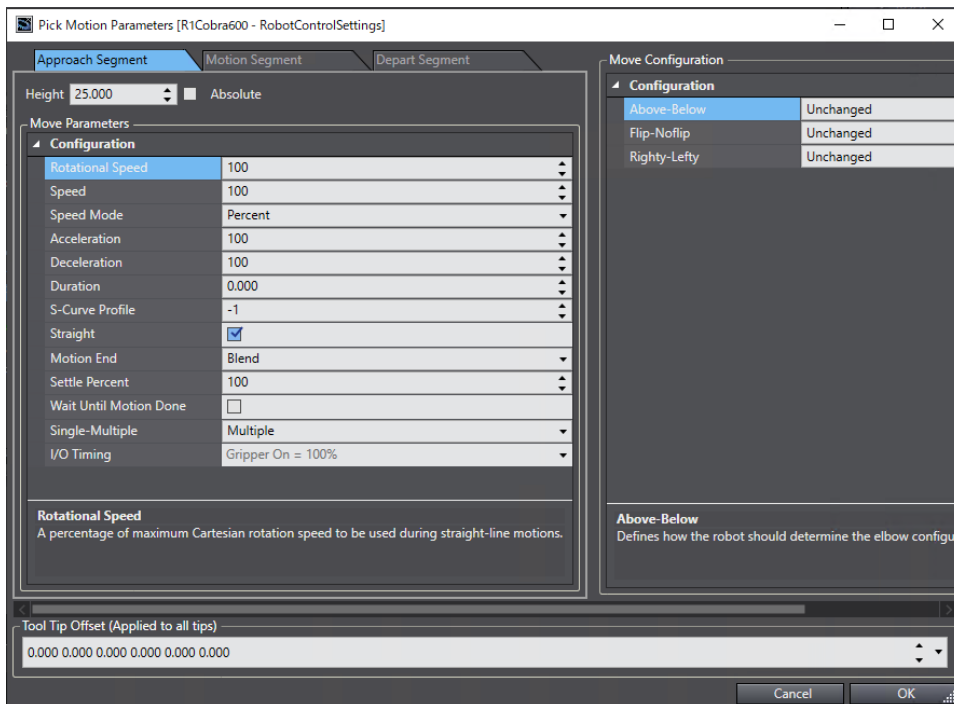 Pick Motion Parameters [R1Cobra600 - RobotControlSettings]
Approach Segment Motion Segment Depart Segment
Height 25.000 Absolute
Move Parameters
Configuration
Rotational Speed 100
Speed 100
Speed Mode Percent
Acceleration 100
Deceleration 100
Duration 0.000
S-Curve Profile -1
Straight
Motion End Blend
Settle Percent 100
Wait Until Motion Done
Single-Multiple Multiple
I/O Timing Gripper On = 100%
Rotational Speed
A percentage of maximum Cartesian rotation speed to be used during straight-line motions.
Move Configuration
Configuration
Above-Below Unchanged
Flip-Noflip Unchanged
Righty-Lefty Unchanged
Above-Below
Defines how the robot should determine the elbow configu
Tool Tip Offset (Applied to all tips)
0.000 0.000 0.000 0.000 0.000 0.000
Cancel OK